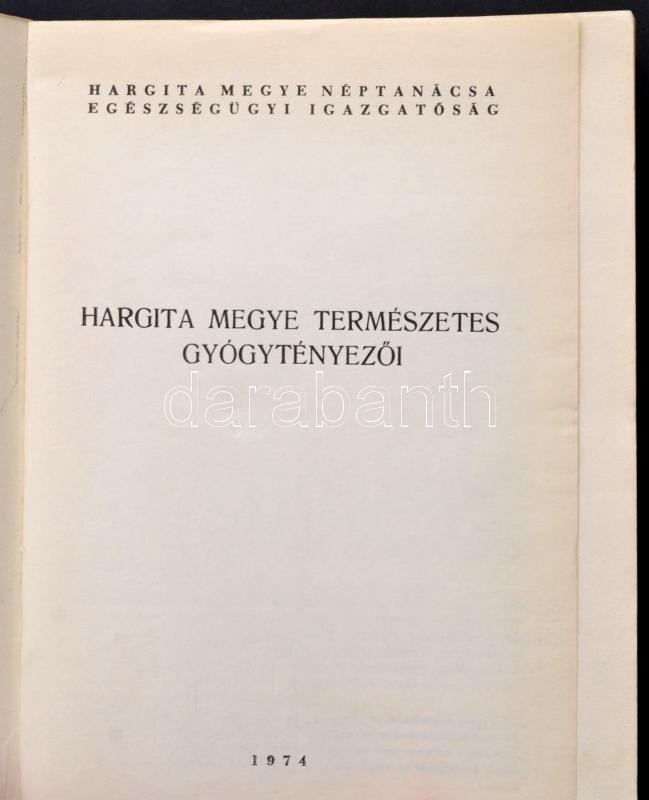 HARGITA MEGYE NÉPTANÁCSA
EGÉSZSÉGÜGYI IGAZGATÓSÁG
HARGITA MEGYE TERMÉSZETES
GYÓGYTÉNYEZŐI
darabanth
1974